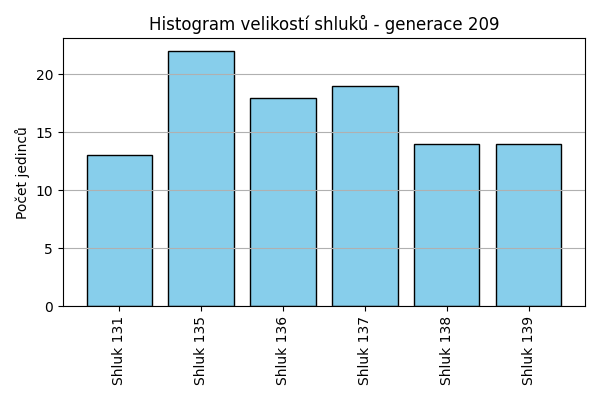 Histogram velikostí shluků - generace 209
Počet jedinců
20
15
10
5
0
Shluk 131
Shluk 135
Shluk 136
Shluk 137
Shluk 138
Shluk 139